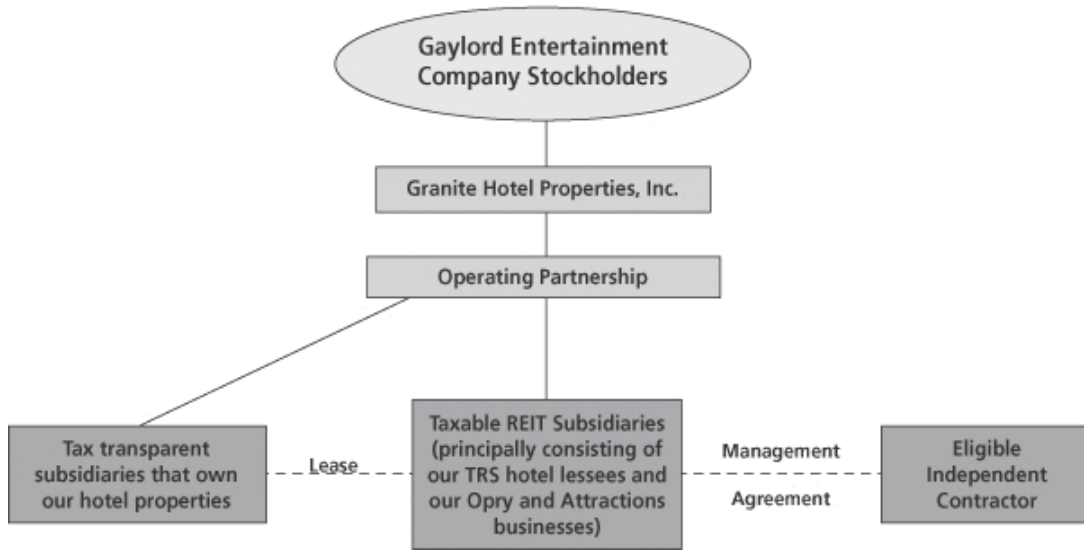 Gaylord Entertainment
Company Stockholders
Granite Hotel Properties, Inc.
Operating Partnership
Tax transparent
subsidiaries that own
our hotel properties
Lease
Taxable REIT Subsidiaries
(principally consisting of
our TRS hotel lessees and
our Opry and Attractions
businesses)
Management
Agreement
Eligible
Independent
Contractor